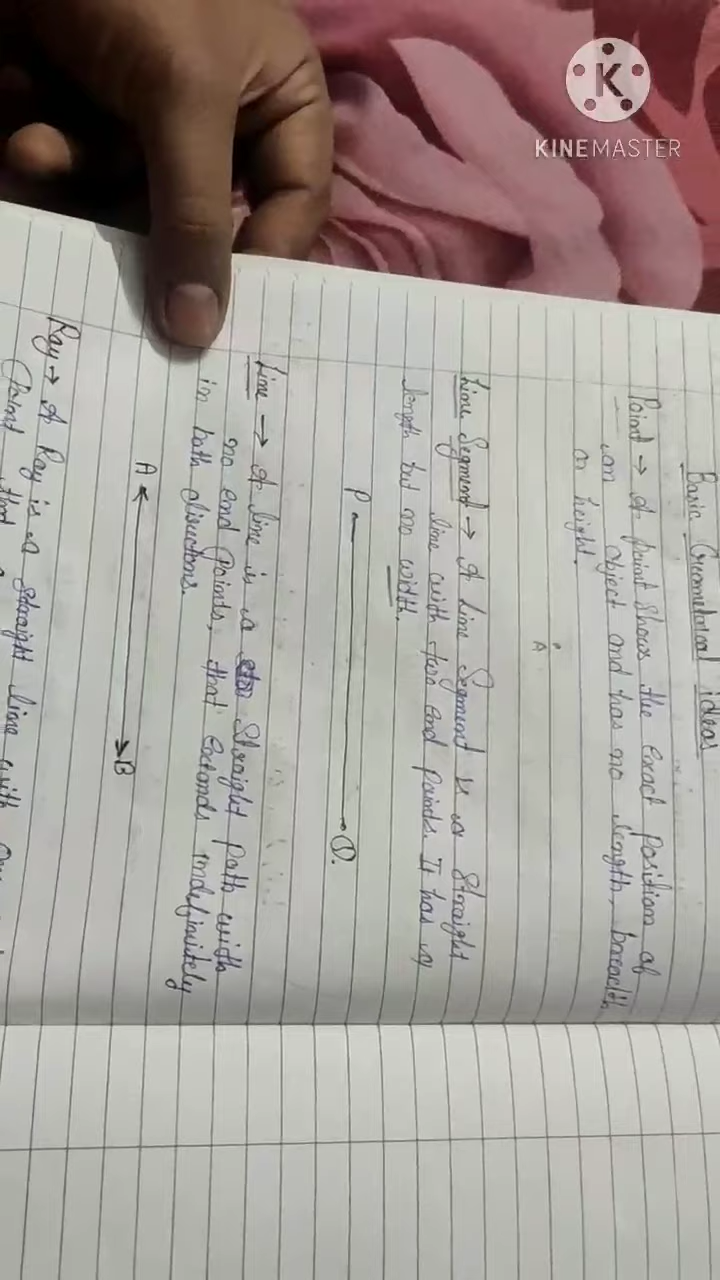 KINEMASTER
Basic Geometrical ideas
Point → A point shows the exact position of
an object and has no length, breadth
or height.
A
Line Segment → A line Segment is a Straight
line with two end points. It has
length but no width.
P Q.
Line → A line is a Straight path with
no end points, that extends indefinitely
in both directions.
A B
Ray → A Ray is a Straight line with
point that